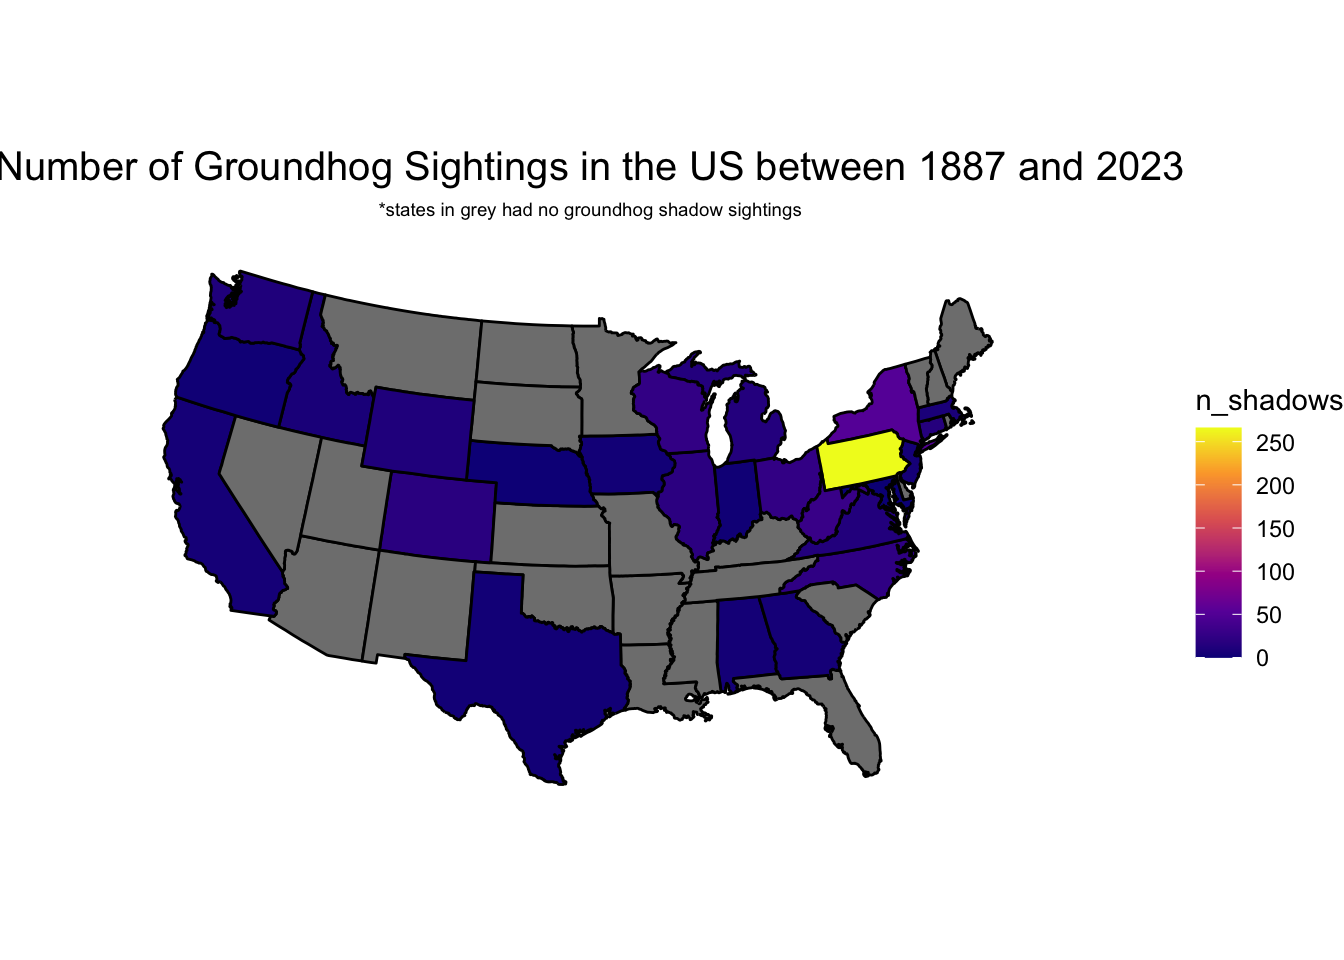 Number of Groundhog Sightings in the US between 1887 and 2023
*states in grey had no groundhog shadow sightings
n_shadows
250
200
150
100
50
0